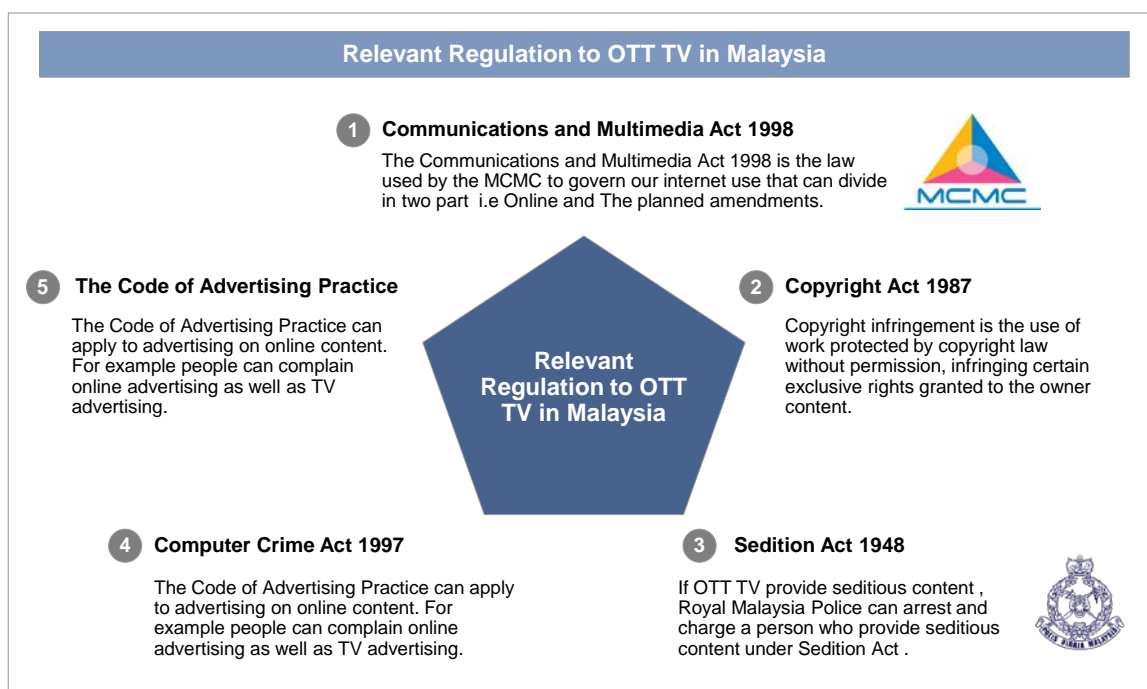 Relevant Regulation to OTT TV in Malaysia
1 Communications and Multimedia Act 1998
The Communications and Multimedia Act 1998 is the law
used by the MCMC to govern our internet use that can divide
in two part i.e Online and The planned amendments.
MCMC
5 The Code of Advertising Practice
The Code of Advertising Practice can
apply to advertising on online content.
For example people can complain
online advertising as well as TV
advertising.
2 Copyright Act 1987
Copyright infringement is the use of
work protected by copyright law
without permission, infringing certain
exclusive rights granted to the owner
content.
Relevant
Regulation to OTT
TV in Malaysia
4 Computer Crime Act 1997
The Code of Advertising Practice can apply
to advertising on online content. For
example people can complain online
advertising as well as TV advertising.
3 Sedition Act 1948
If OTT TV provide seditious content ,
Royal Malaysia Police can arrest and
charge a person who provide seditious
content under Sedition Act .
POLIS DIRAJA MALAYSIA